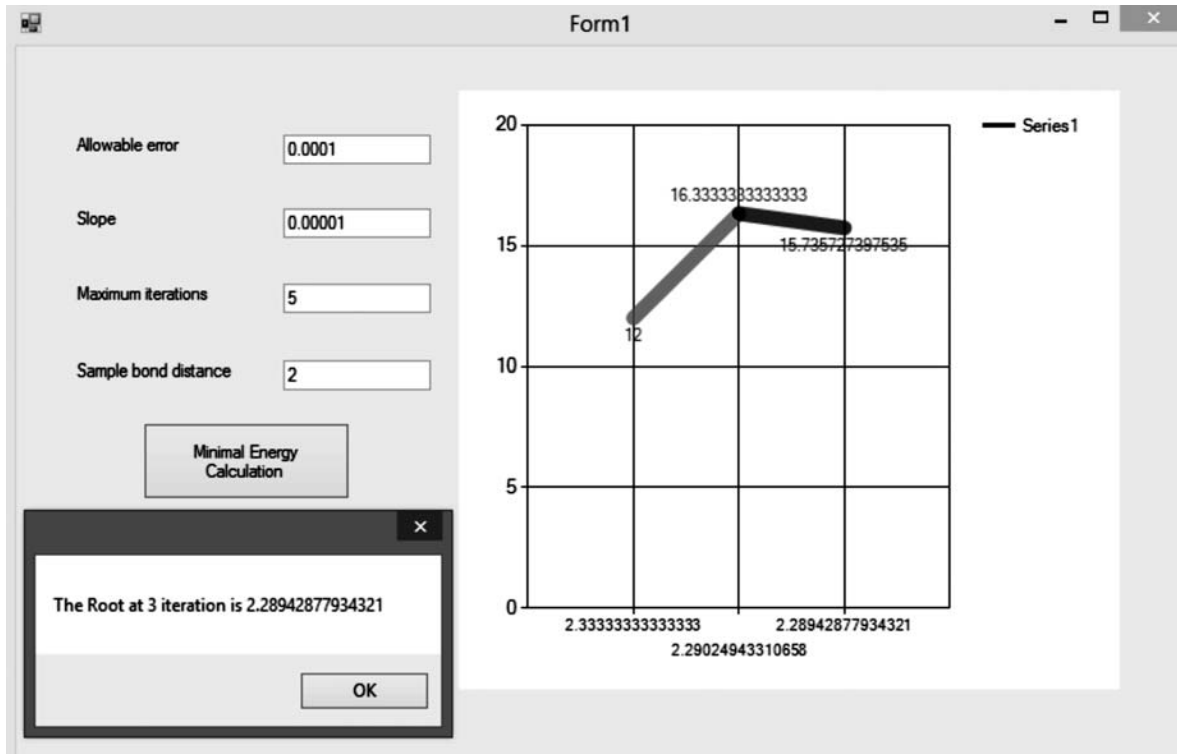 Form1
Allowable error
0.0001
Slope
0.00001
Maximum iterations
5
Sample bond distance
2
Minimal Energy
Calculation
The Root at 3 iteration is 2.28942877934321
OK
20
15
10
5
0
16.3333333333333
15.735727397535
12
2.33333333333333
2.29024943310658
2.28942877934321
Series1